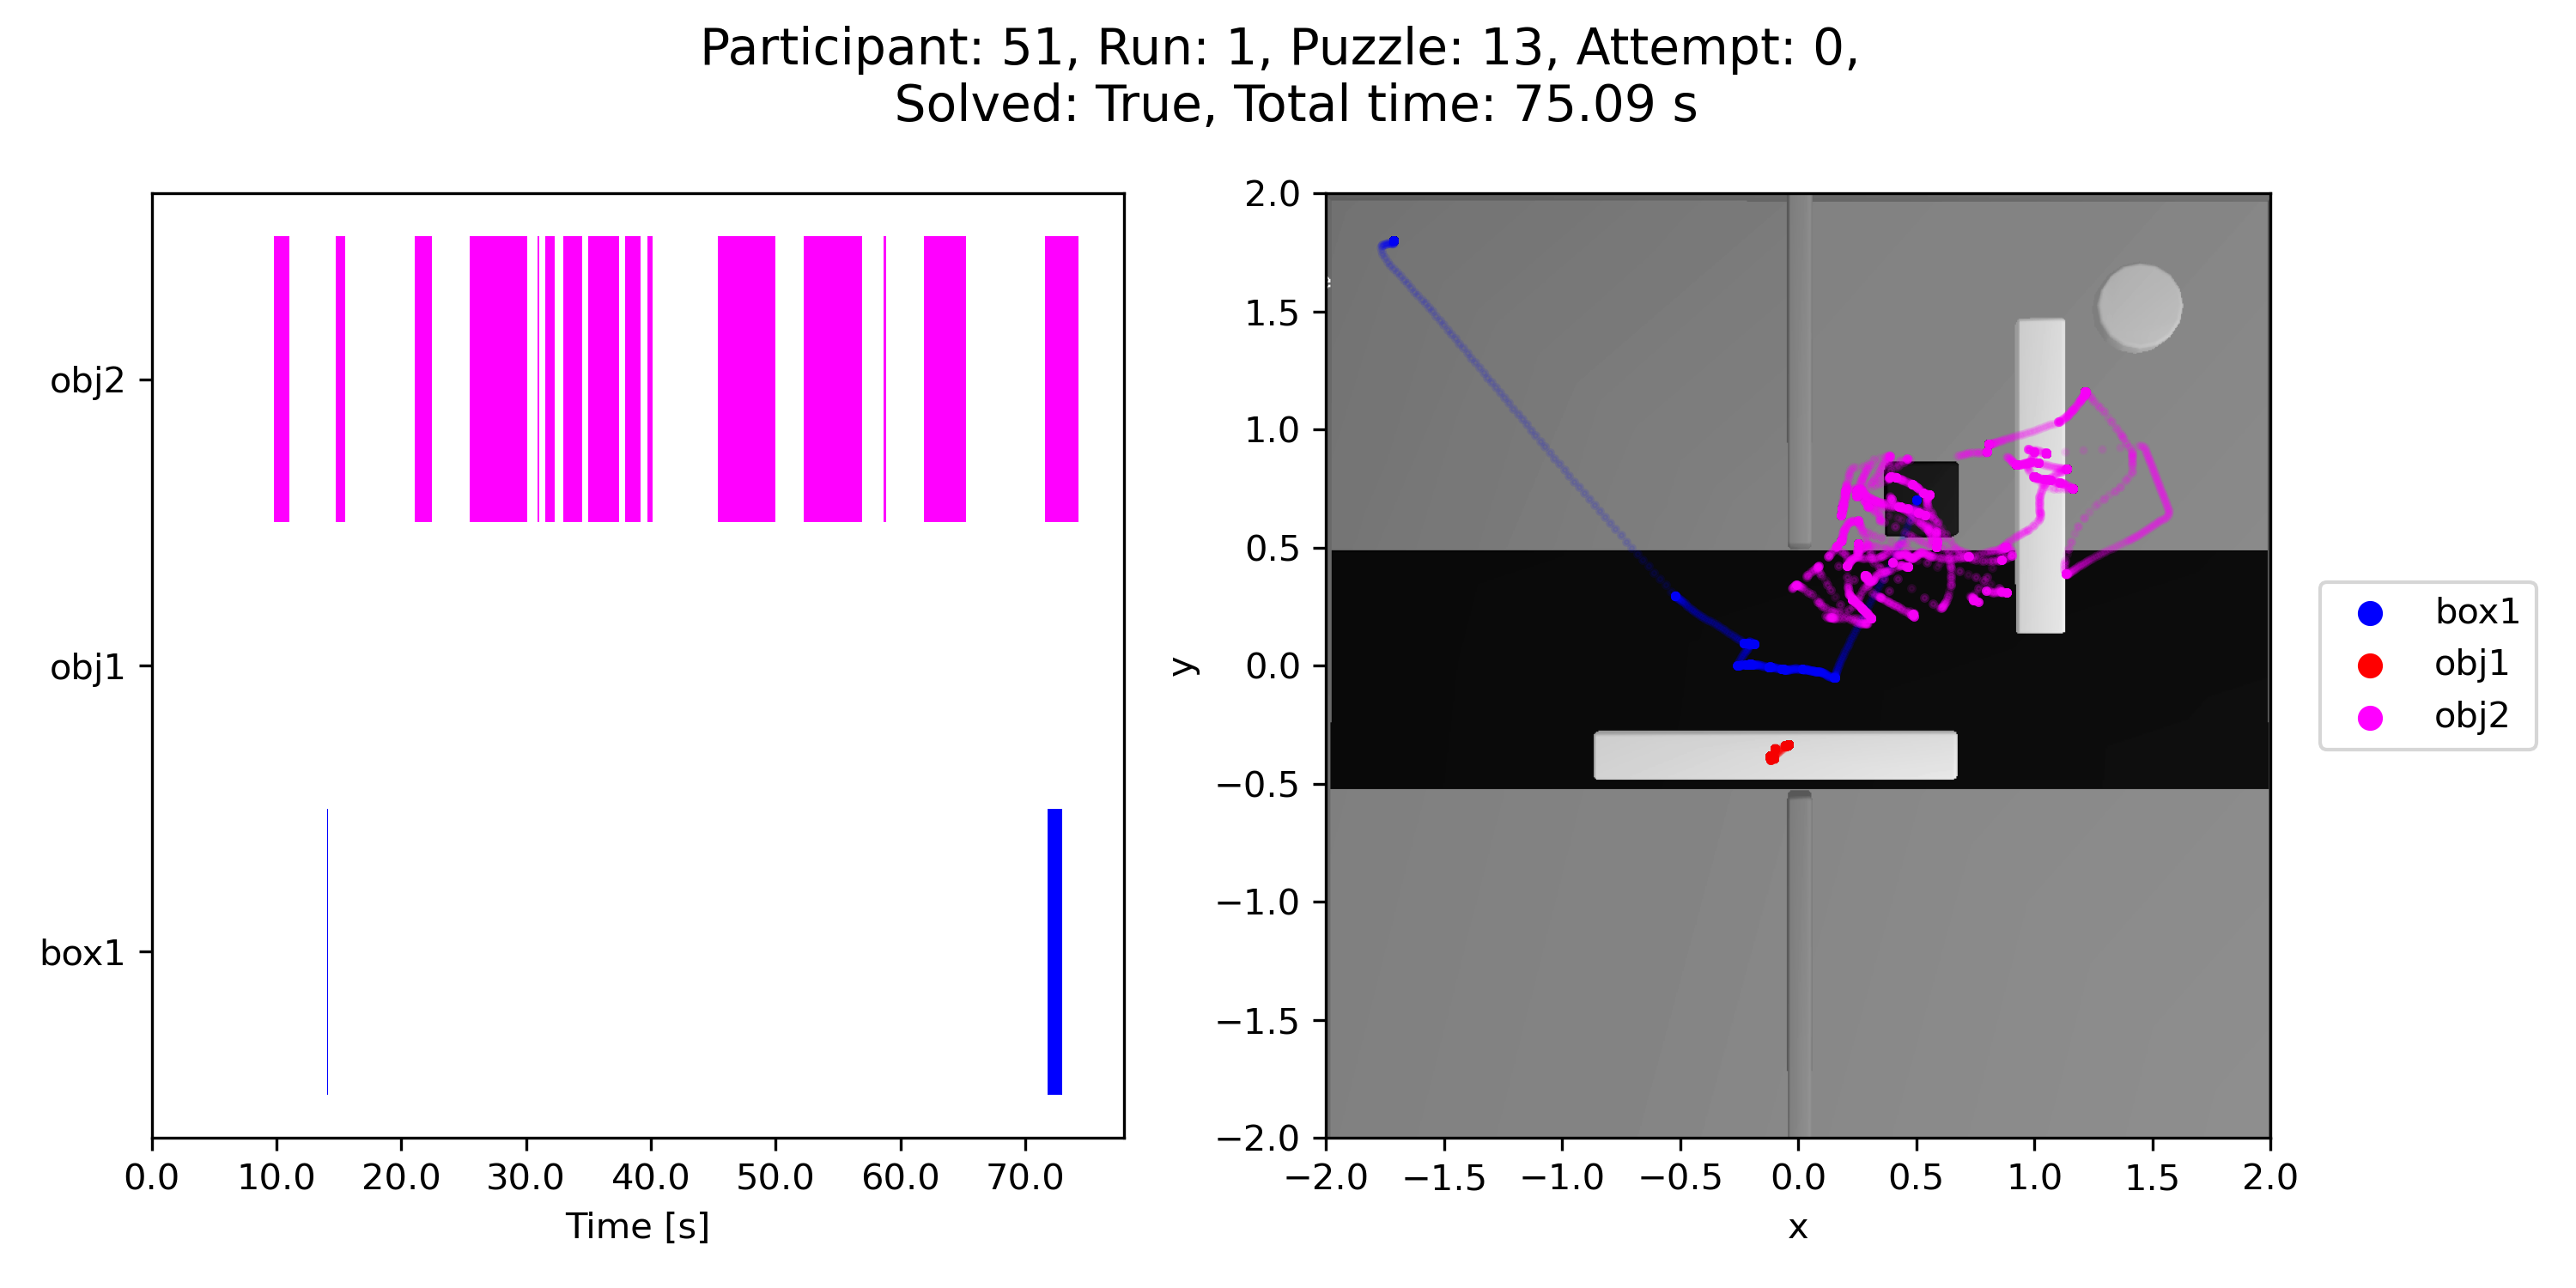 Participant: 51, Run: 1, Puzzle: 13, Attempt: 0,
Solved: True, Total time: 75.09 s
obj2
obj1
box1
0.0 10.0 20.0 30.0 40.0 50.0 60.0 70.0
Time [s]
2.0
1.5
1.0
0.5
0.0
−0.5
−1.0
−1.5
−2.0
y
−2.0 −1.5 −1.0 −0.5 0.0 0.5 1.0 1.5 2.0
x
box1
obj1
obj2